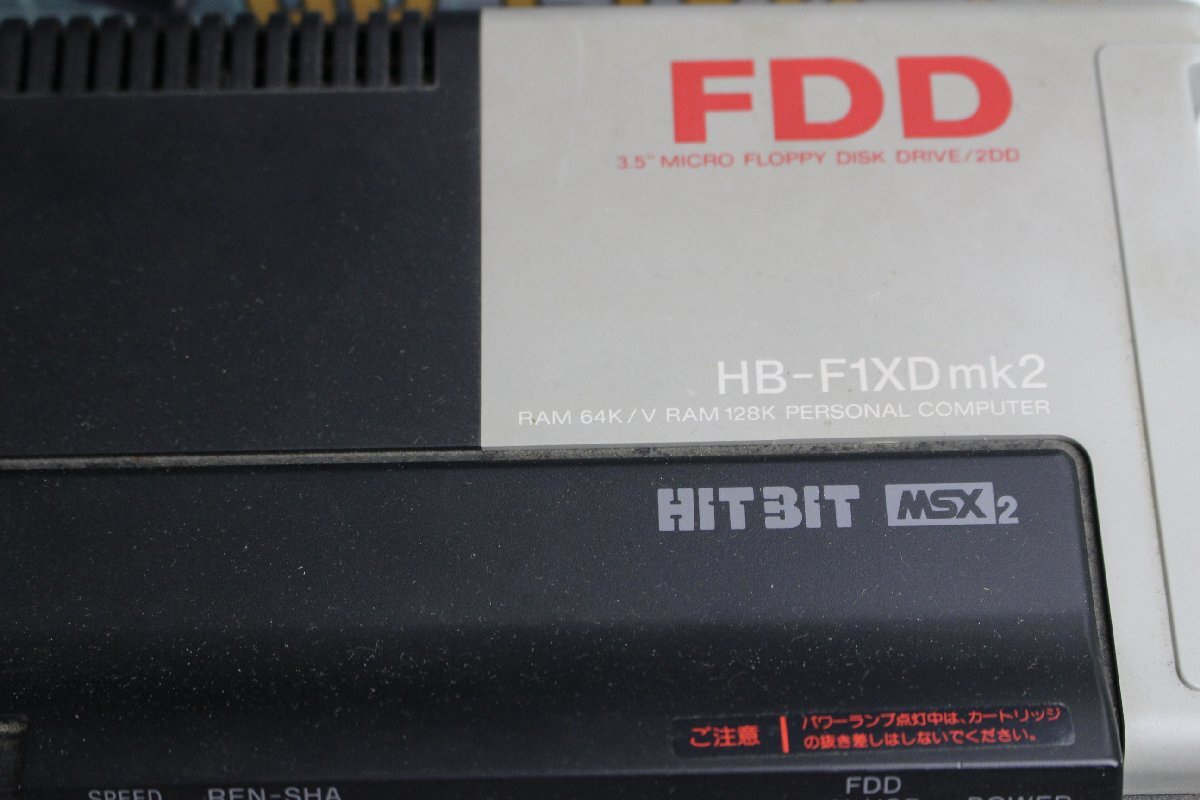 FDD
3.5" MICRO FLOPPY DISK DRIVE/2DD
HB-F1XDmk2
RAM 64K/V RAM 128K PERSONAL COMPUTER
HITBIT MSX2
ご注意 パワーランプ点灯中は、カートリッジ
の抜き差しはしないでください。
SPEED REN-SHA FDD
POWER